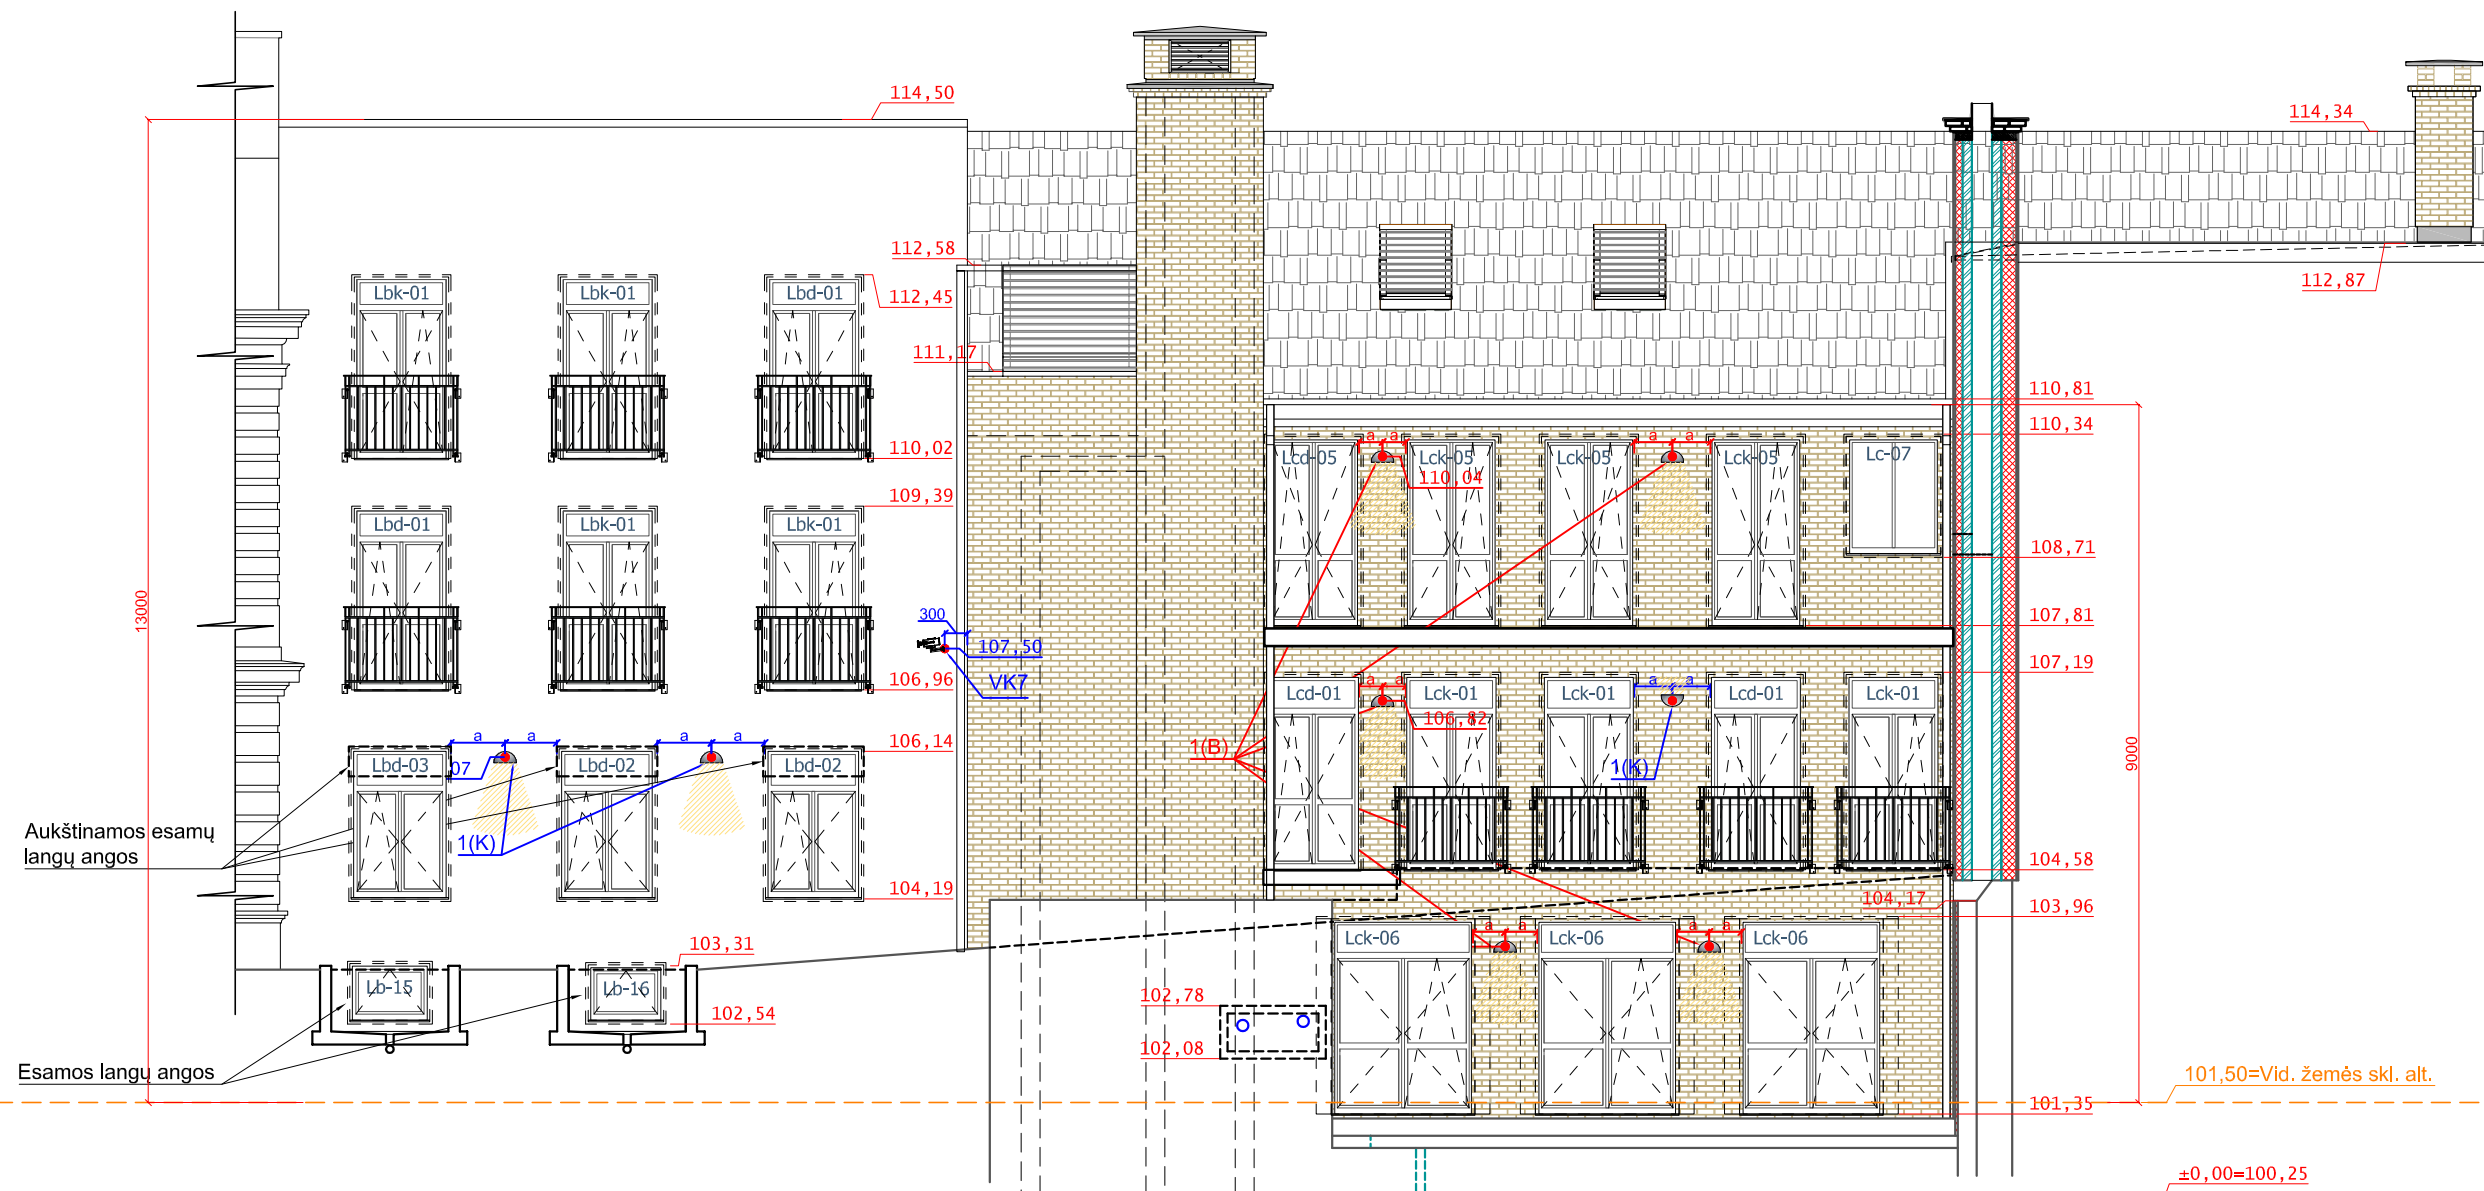 114,50
114,34
112,58
112,87
Lbk-01 Lbk-01 Lbd-01
112,45
111,17
110,81
110,34
110,02
Lcd-05 a a Lck-05 Lck-05 a a Lck-05 Lc-07
110,04
109,39
Lbd-01 Lbk-01 Lbk-01
108,71
13000
300
107,81
107,50
106,96
VK7
107,19
Lcd-01 a a Lck-01 Lck-01 a a Lcd-01 Lck-01
106,82
106,14
a a a a
Lbd-03 07 Lbd-02 Lbd-02
1(B)
1(K)
9000
Aukštinamos esamų
langų angos
1(K)
104,58
104,19
104,17
103,96
103,31
Lck-06 a a Lck-06 a a Lck-06
Lb-15 Lb-16
102,78
102,54
102,08
Esamos langų angos
101,50=Vid. žemės skl. alt.
101,35
±0,00=100,25